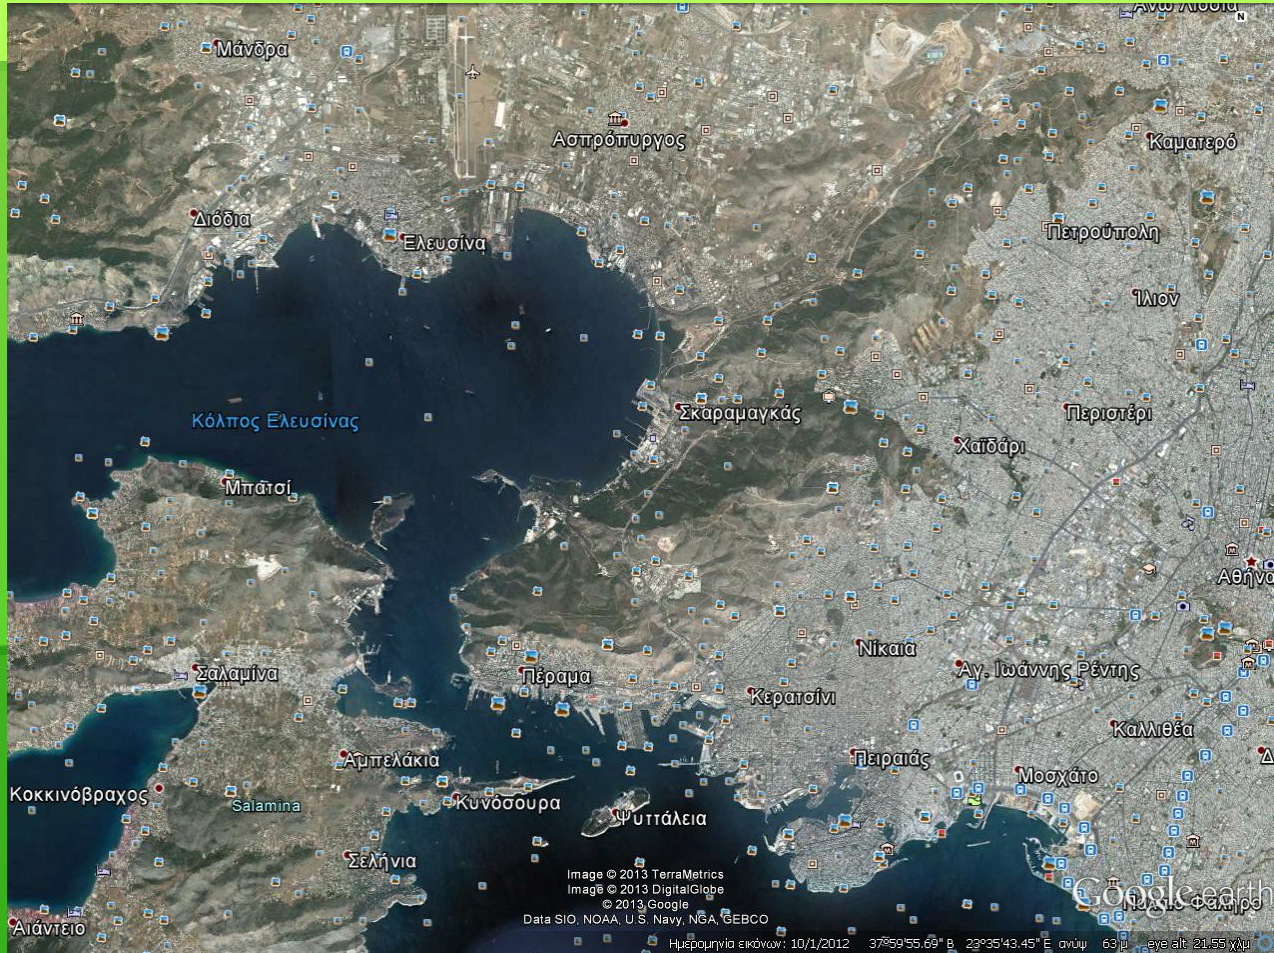 Άνω Λιόσια
N
Μάνδρα
Ασπρόπυργος
Καματερό
Διόδια
Ελευσίνα
Πετρούπολη
Ίλιον
Κόλπος Ελευσίνας
Σκαραμαγκάς
Περιστέρι
Χαϊδάρι
Μπατσί
Αθήνα
Νίκαια
Σαλαμίνα
Πέραμα
Αγ. Ιωάννης Ρέντης
Κερατσίνι
Καλλιθέα
Αμπελάκια
Πειραιάς
Δ
Μοσχάτο
Κοκκινόβραχος
Salamina
Κυνόσουρα
Ψυττάλεια
Σελήνια
Image © 2013 TerraMetrics
Image © 2013 DigitalGlobe
© 2013 Google
Data SIO, NOAA, U.S. Navy, NGA, GEBCO
Google earth
Παλαιό Φάληρο
Αιάντειο
Ημερομηνία εικόνων: 10/1/2012 37°59'55.69" Β 23°35'43.45" Ε ανύψ 63 μ eye alt 21.55 χλμ